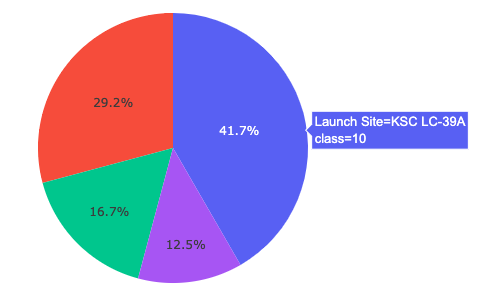 29.2%
41.7%
Launch Site=KSC LC-39A
class=10
16.7%
12.5%